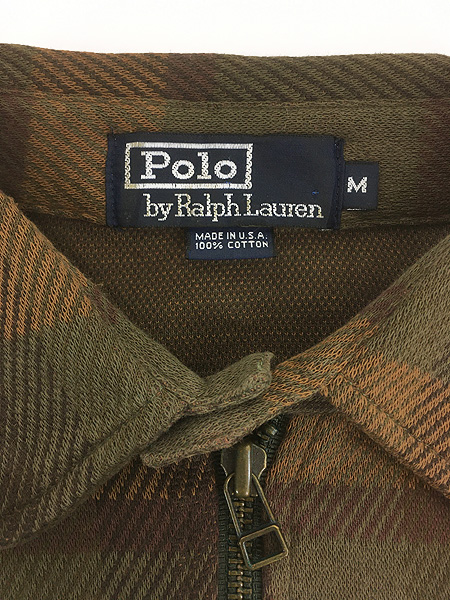 Polo
by Ralph Lauren
M
MADE IN U.S.A.
100% COTTON